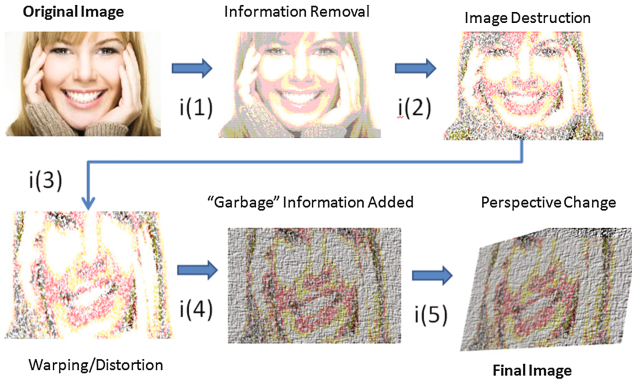 Original Image
Information Removal
Image Destruction
i(1)
i(2)
i(3)
"Garbage" Information Added
Perspective Change
i(4)
i(5)
Warping/Distortion
Final Image